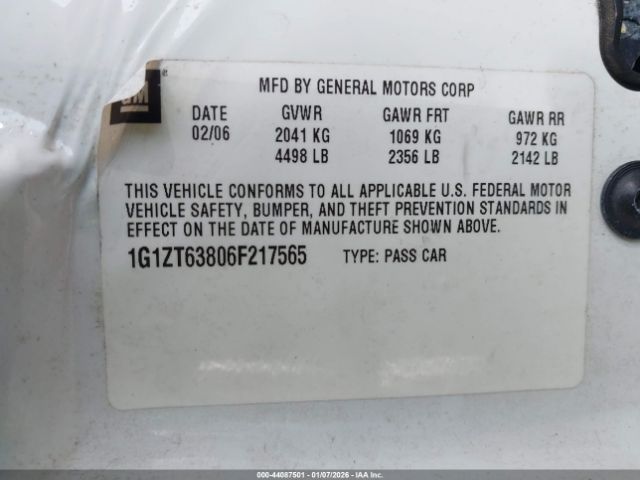 GM
MFD BY GENERAL MOTORS CORP
DATE GVWR GAWR FRT GAWR RR
02/06 2041 KG 1069 KG 972 KG
4498 LB 2356 LB 2142 LB
THIS VEHICLE CONFORMS TO ALL APPLICABLE U.S. FEDERAL MOTOR
VEHICLE SAFETY, BUMPER, AND THEFT PREVENTION STANDARDS IN
EFFECT ON THE DATE OF MANUFACTURE SHOWN ABOVE.
1G1ZT63806F217565 TYPE: PASS CAR
000-44087501 - 01/07/2026 - COPYRIGHT IAA, INC.